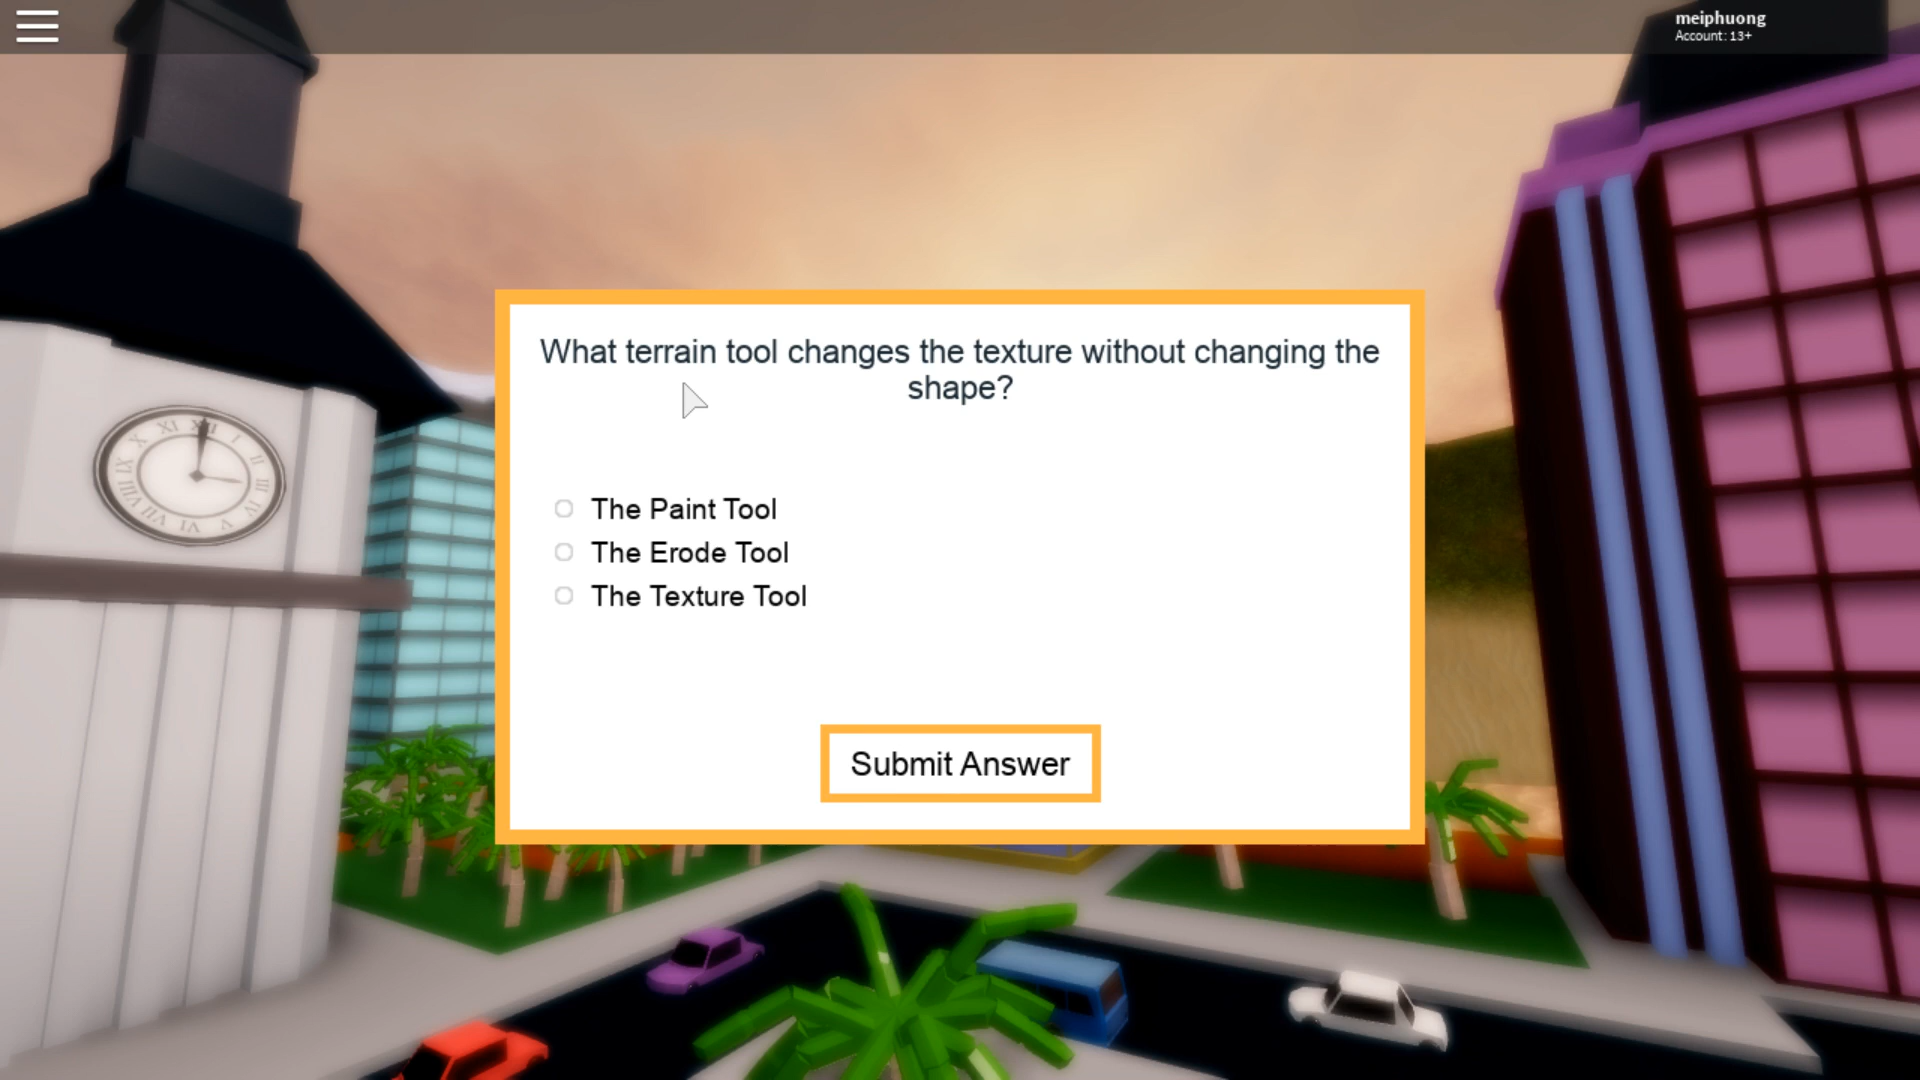 meiphuong
Account: 13+
What terrain tool changes the texture without changing the
shape?
The Paint Tool
The Erode Tool
The Texture Tool
Submit Answer